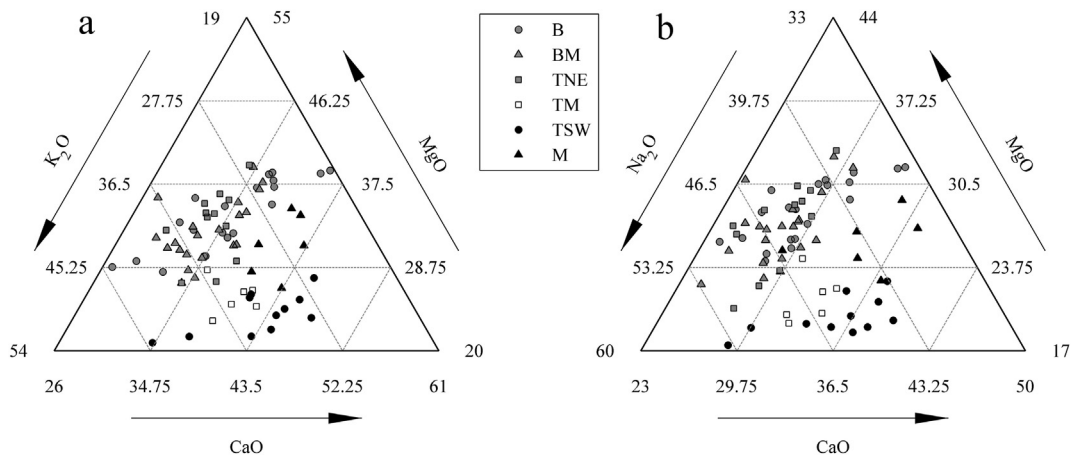 a
19 55
27.75 46.25
36.5 37.5
45.25 28.75
54 20
26 34.75 43.5 52.25 61
K2O
MgO
CaO
B
BM
TNE
TM
TSW
M
b
33 44
39.75 37.25
46.5 30.5
53.25 23.75
60 17
23 29.75 36.5 43.25 50
Na2O
MgO
CaO